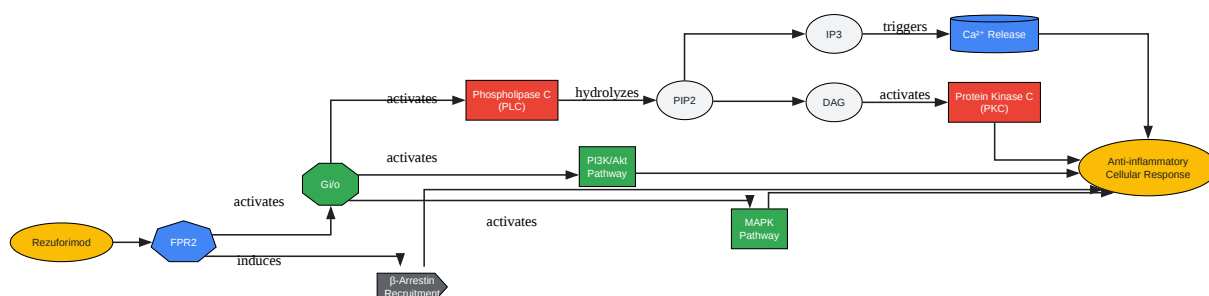 IP3
triggers
Ca²⁺ Release
Phospholipase C
(PLC)
activates
hydrolyzes
PIP2
DAG
activates
Protein Kinase C
(PKC)
activates
PI3K/Akt
Pathway
Anti-inflammatory
Cellular Response
Gi/o
activates
activates
MAPK
Pathway
Rezuforimod
FPR2
induces
β-Arrestin
Recruitment